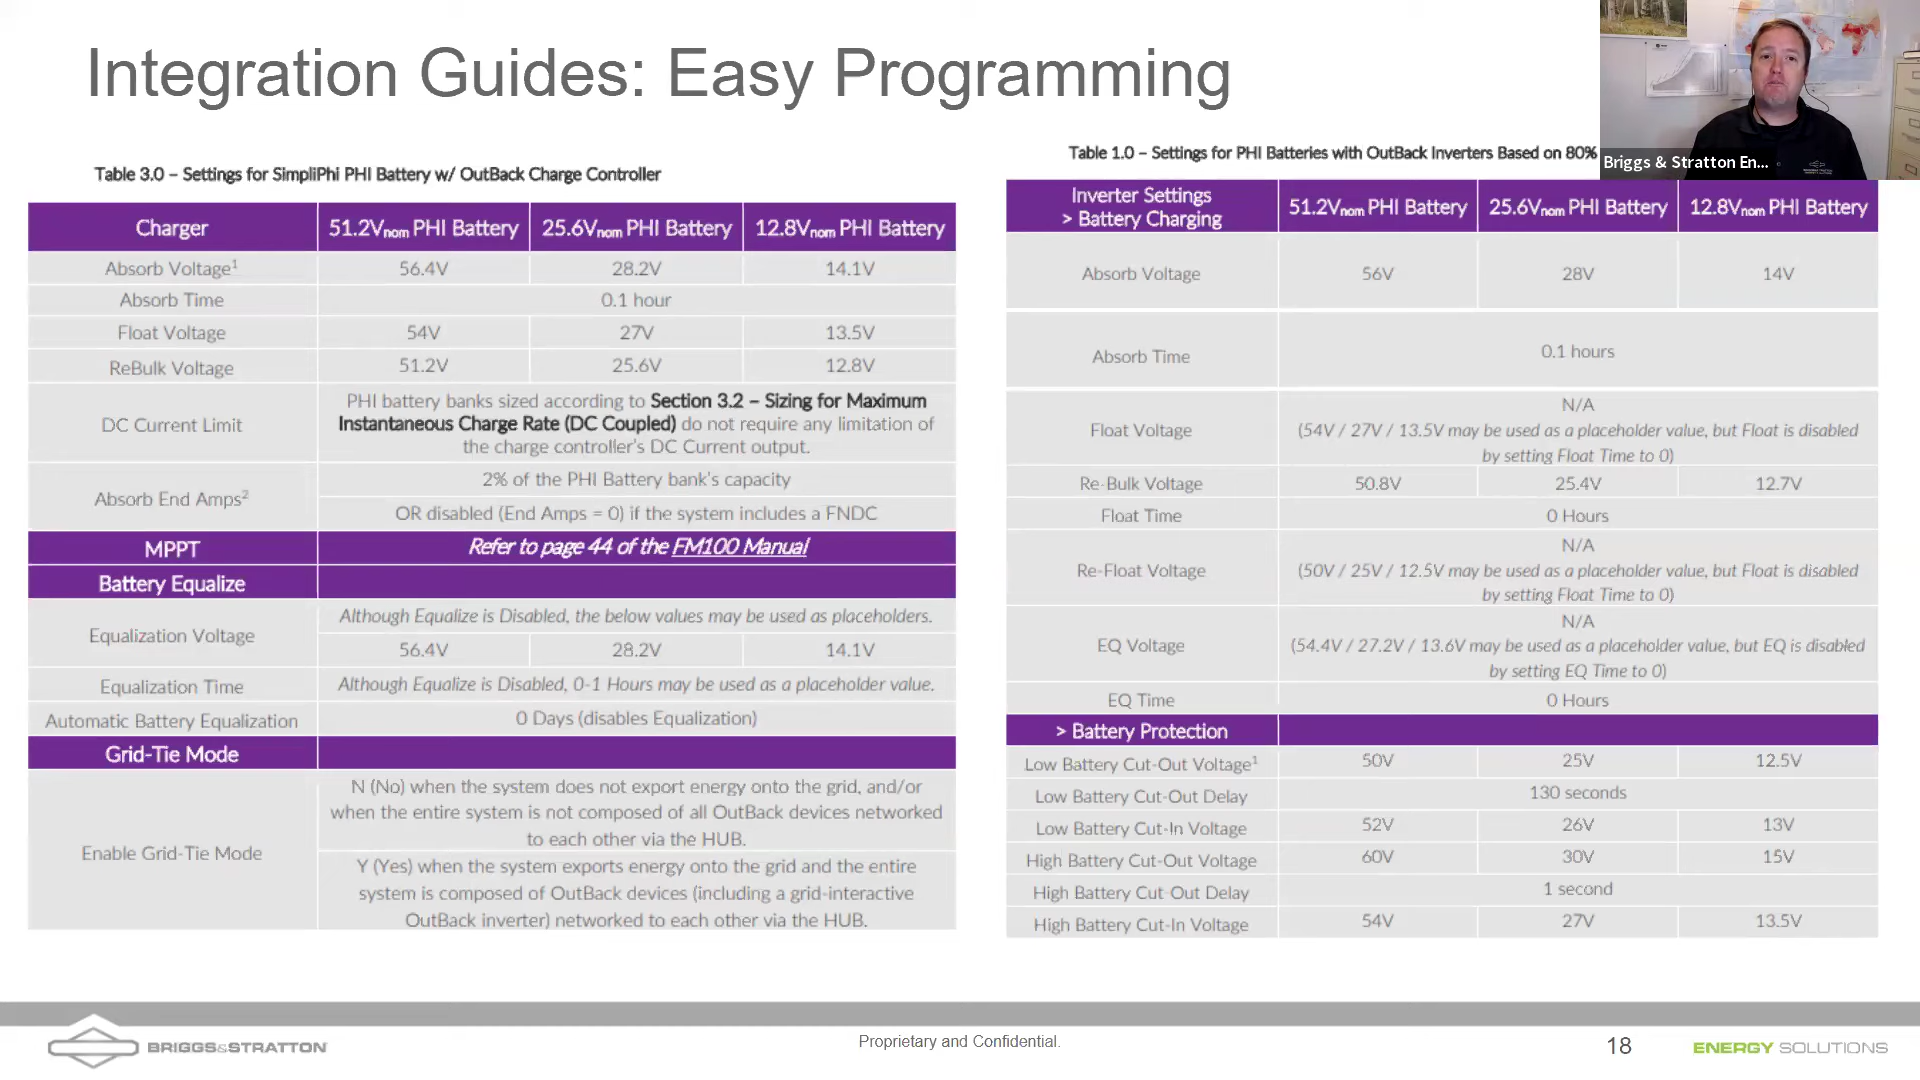 Integration Guides: Easy Programming
Briggs & Stratton En...
Table 3.0 – Settings for SimpliPhi PHI Battery w/ OutBack Charge Controller
Charger 51.2Vnom PHI Battery 25.6Vnom PHI Battery 12.8Vnom PHI Battery
Absorb Voltage¹ 56.4V 28.2V 14.1V
Absorb Time 0.1 hour
Float Voltage 54V 27V 13.5V
ReBulk Voltage 51.2V 25.6V 12.8V
DC Current Limit
PHI battery banks sized according to Section 3.2 – Sizing for Maximum
Instantaneous Charge Rate (DC Coupled) do not require any limitation of
the charge controller's DC Current output.
Absorb End Amps²
2% of the PHI Battery bank's capacity
OR disabled (End Amps = 0) if the system includes a FNDC
MPPT Refer to page 44 of the FM100 Manual
Battery Equalize
Equalization Voltage
Although Equalize is Disabled, the below values may be used as placeholders.
56.4V 28.2V 14.1V
Equalization Time Although Equalize is Disabled, 0-1 Hours may be used as a placeholder value.
Automatic Battery Equalization 0 Days (disables Equalization)
Grid-Tie Mode
Enable Grid-Tie Mode
N (No) when the system does not export energy onto the grid, and/or
when the entire system is not composed of all OutBack devices networked
to each other via the HUB.
Y (Yes) when the system exports energy onto the grid and the entire
system is composed of OutBack devices (including a grid-interactive
OutBack inverter) networked to each other via the HUB.
Table 1.0 – Settings for PHI Batteries with OutBack Inverters Based on 80%
Inverter Settings
> Battery Charging
51.2Vnom PHI Battery 25.6Vnom PHI Battery 12.8Vnom PHI Battery
Absorb Voltage 56V 28V 14V
Absorb Time 0.1 hours
Float Voltage
N/A
(54V / 27V / 13.5V may be used as a placeholder value, but Float is disabled
by setting Float Time to 0)
Re-Bulk Voltage 50.8V 25.4V 12.7V
Float Time 0 Hours
Re-Float Voltage
N/A
(50V / 25V / 12.5V may be used as a placeholder value, but Float is disabled
by setting Float Time to 0)
EQ Voltage
N/A
(54.4V / 27.2V / 13.6V may be used as a placeholder value, but EQ is disabled
by setting EQ Time to 0)
EQ Time 0 Hours
> Battery Protection
Low Battery Cut-Out Voltage¹ 50V 25V 12.5V
Low Battery Cut-Out Delay 130 seconds
Low Battery Cut-In Voltage 52V 26V 13V
High Battery Cut-Out Voltage 60V 30V 15V
High Battery Cut-Out Delay 1 second
High Battery Cut-In Voltage 54V 27V 13.5V
BRIGGS&STRATTON
Proprietary and Confidential.
18
ENERGY SOLUTIONS